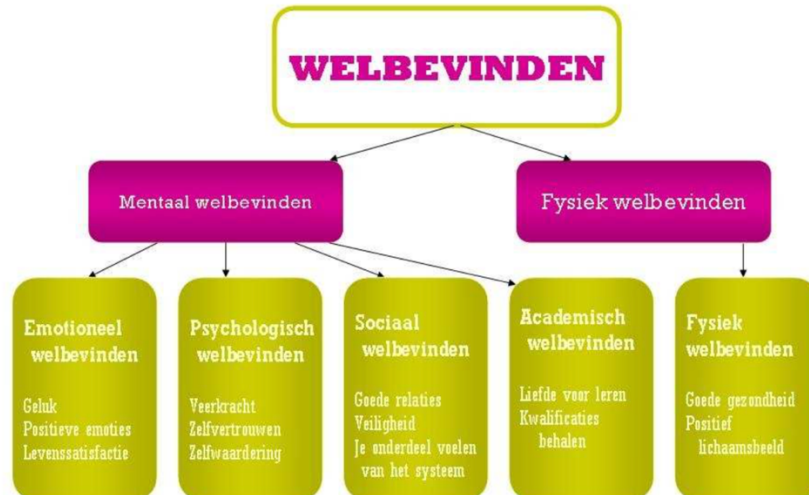 WELBEVINDEN
Mentaal welbevinden
Fysiek welbevinden
Emotioneel
welbevinden
Geluk
Positieve emoties
Levenssatisfactie
Psychologisch
welbevinden
Veerkracht
Zelfvertrouwen
Zelfwaardering
Sociaal
welbevinden
Goede relaties
Veiligheid
Je onderdeel voelen
van het systeem
Academisch
welbevinden
Liefde voor leren
Kwalificaties
behalen
Fysiek
welbevinden
Goede gezondheid
Positief
lichaamsbeeld